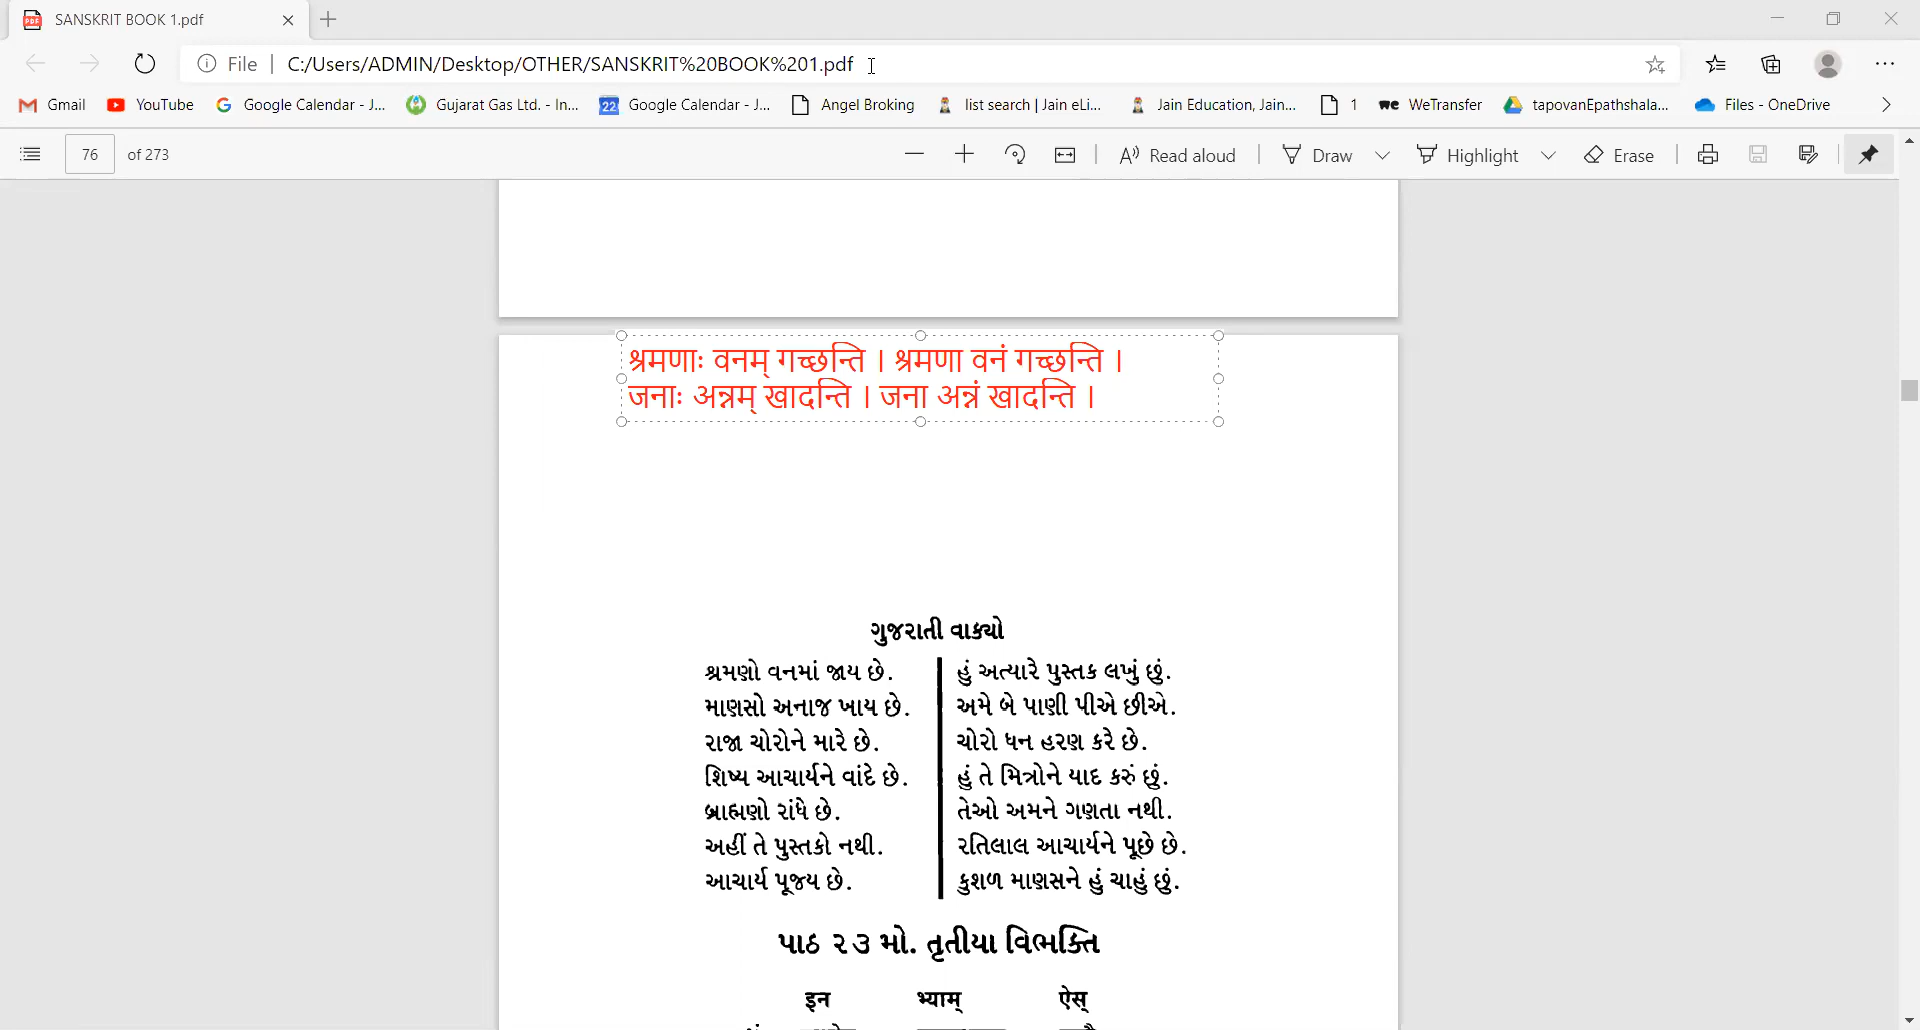 SANSKRIT BOOK 1.pdf
File | C:/Users/ADMIN/Desktop/OTHER/SANSKRIT%20BOOK%201.pdf
Gmail YouTube Google Calendar - J... Gujarat Gas Ltd. - In... Google Calendar - J... Angel Broking list search | Jain eLi... Jain Education, Jain... 1 WeTransfer tapovanEpathshala... Files - OneDrive
76 of 273 Read aloud Draw Highlight Erase
श्रमणाः वनम् गच्छन्ति । श्रमणा वनं गच्छन्ति ।
जनाः अन्नम् खादन्ति । जना अन्नं खादन्ति ।
ગુજરાતી વાક્યો
શ્રમણો વનમાં જાય છે.
માણસો અનાજ ખાય છે.
રાજા ચોરોને મારે છે.
શિષ્ય આચાર્યને વાંદે છે.
બ્રાહ્મણો રાંધે છે.
અહીં તે પુસ્તકો નથી.
આચાર્ય પૂજ્ય છે.
હું અત્યારે પુસ્તક લખું છું.
અમે બે પાણી પીએ છીએ.
ચોરો ધન હરણ કરે છે.
હું તે મિત્રોને યાદ કરું છું.
તેઓ અમને ગણતા નથી.
રતિલાલ આચાર્યને પૂછે છે.
કુશળ માણસને હું ચાહું છું.
પાઠ ૨૩ મો. તૃતીયા વિભક્તિ
इन भ्याम् ऐस्